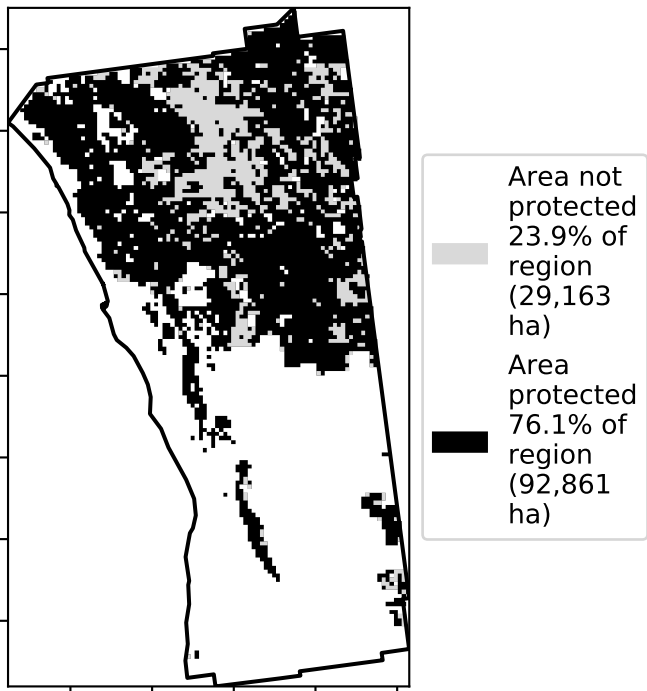 Area not
protected
23.9% of
region
(29,163
ha)
Area
protected
76.1% of
region
(92,861
ha)